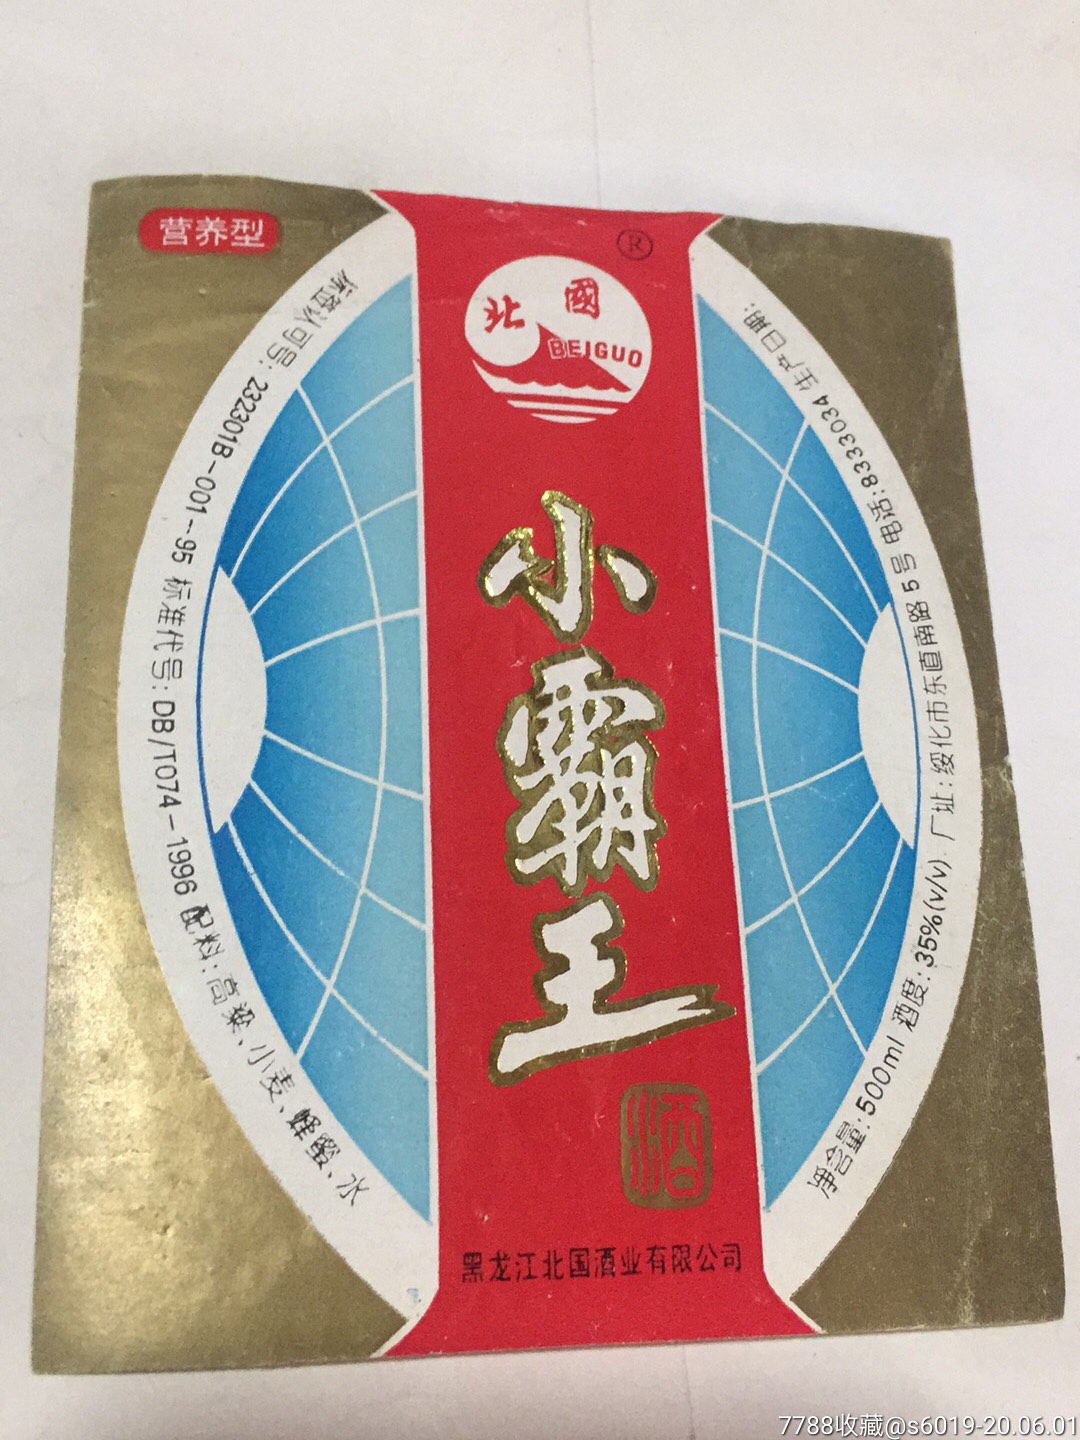 营养型
®
北國
BEIGUO
小霸王
酒
标签认可号:232301B-001-95 标准代号:DB/T074-1996 配料:高粱、小麦、蜂蜜、水
净含量:500ml 酒度:35%(v/v) 厂址:绥化市东直南路5号 电话:8333034 生产日期:
黑龙江北国酒业有限公司
7788收藏@s6019-20.06.01